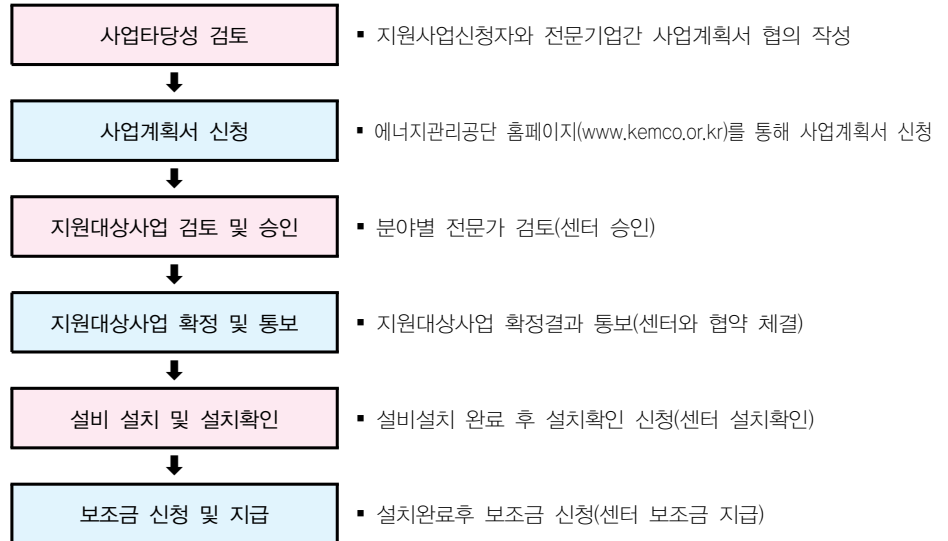 사업타당성 검토
▪ 지원사업신청자와 전문기업간 사업계획서 협의 작성
사업계획서 신청
▪ 에너지관리공단 홈페이지(www.kemco.or.kr)를 통해 사업계획서 신청
지원대상사업 검토 및 승인
▪ 분야별 전문가 검토(센터 승인)
지원대상사업 확정 및 통보
▪ 지원대상사업 확정결과 통보(센터와 협약 체결)
설비 설치 및 설치확인
▪ 설비설치 완료 후 설치확인 신청(센터 설치확인)
보조금 신청 및 지급
▪ 설치완료후 보조금 신청(센터 보조금 지급)